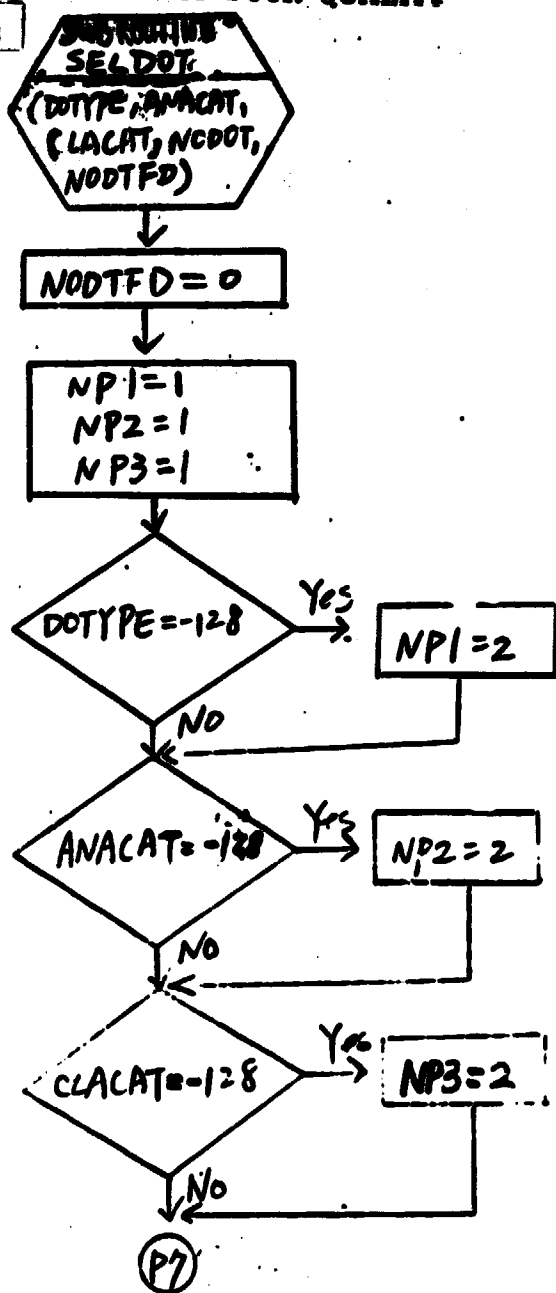 SELDOT
(DOTYPE, ANACAT,
CLACAT, NCDOT,
NODTFD)
NODTFD = 0
NP1=1
NP2=1
NP3=1
DOTYPE=-128
Yes
NP1=2
NO
ANACAT=-128
Yes
NP2=2
NO
CLACAT=-128
Yes
NP3=2
NO
P7